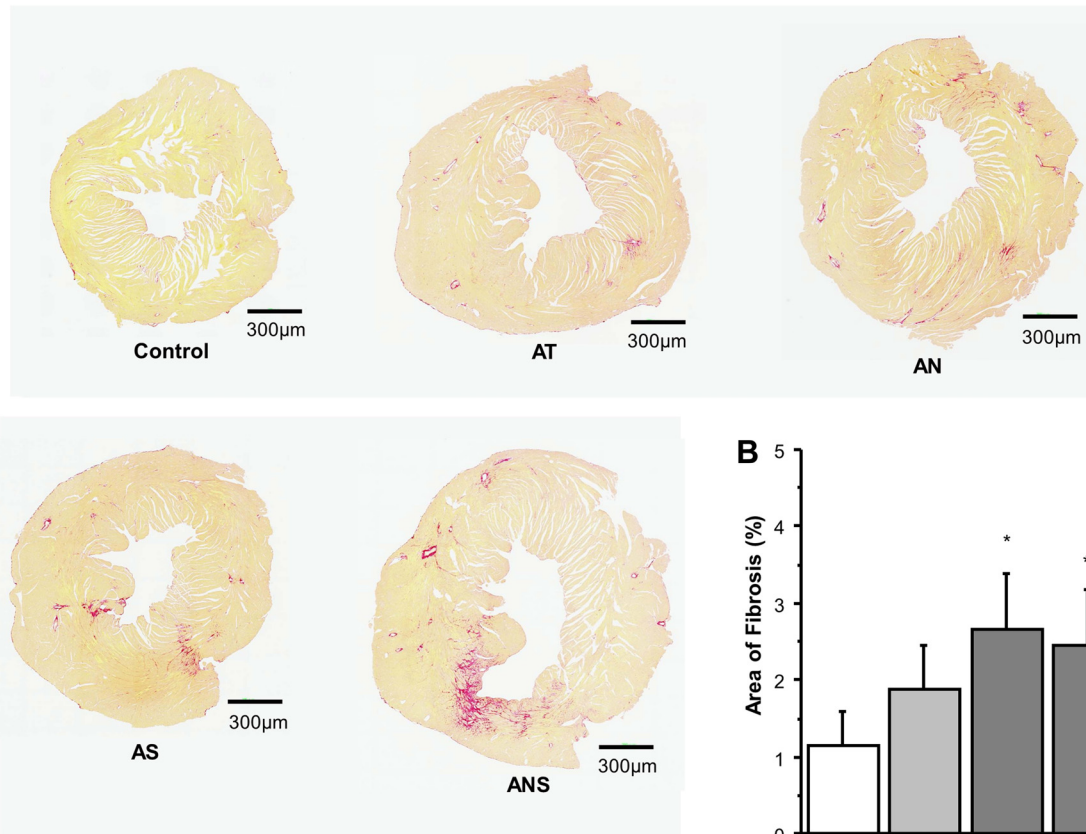 300µm
Control
300µm
AT
300µm
AN
300µm
AS
300µm
ANS
B
Area of Fibrosis (%)
5
4
3
2
1
0
*
*